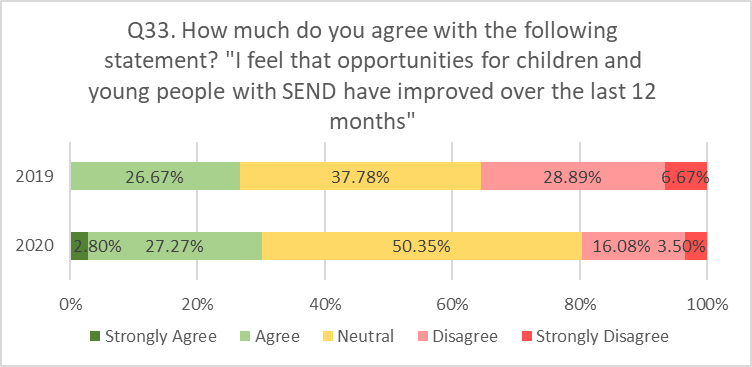 Q33. How much do you agree with the following
statement? "I feel that opportunities for children and
young people with SEND have improved over the last 12
months"
2019
26.67%
37.78%
28.89%
6.67%
2020
2.80%
27.27%
50.35%
16.08%
3.50%
0%
20%
40%
60%
80%
100%
Strongly Agree
Agree
Neutral
Disagree
Strongly Disagree